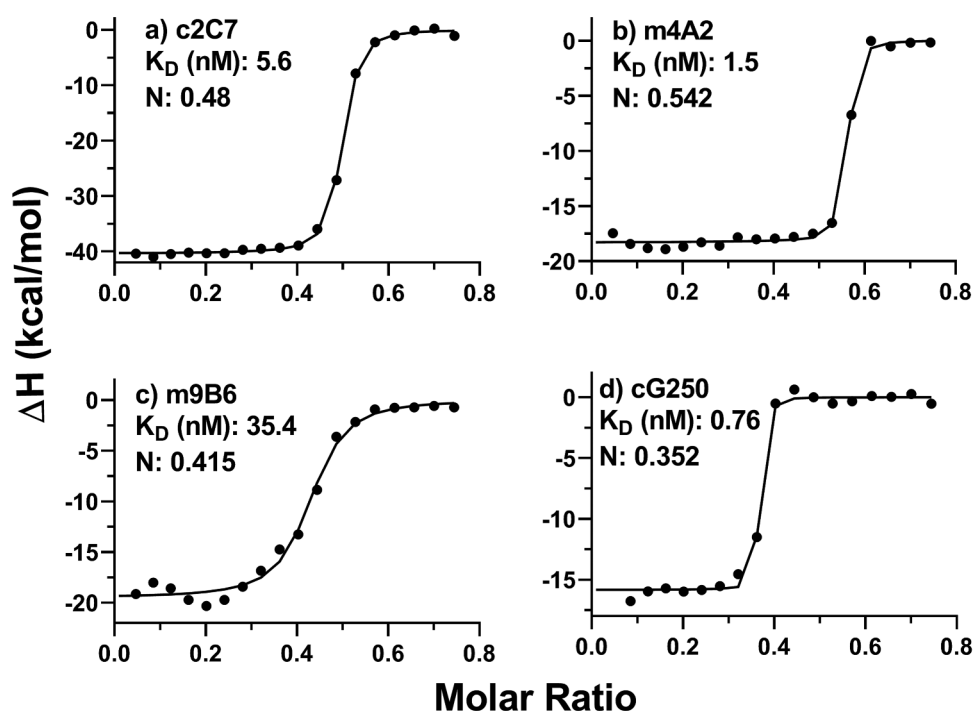 a) c2C7
K_D (nM): 5.6
N: 0.48
0
-10
-20
-30
-40
0.0 0.2 0.4 0.6 0.8
b) m4A2
K_D (nM): 1.5
N: 0.542
0
-5
-10
-15
-20
0.0 0.2 0.4 0.6 0.8
ΔH (kcal/mol)
c) m9B6
K_D (nM): 35.4
N: 0.415
0
-5
-10
-15
-20
0.0 0.2 0.4 0.6 0.8
d) cG250
K_D (nM): 0.76
N: 0.352
0
-5
-10
-15
0.0 0.2 0.4 0.6 0.8
Molar Ratio